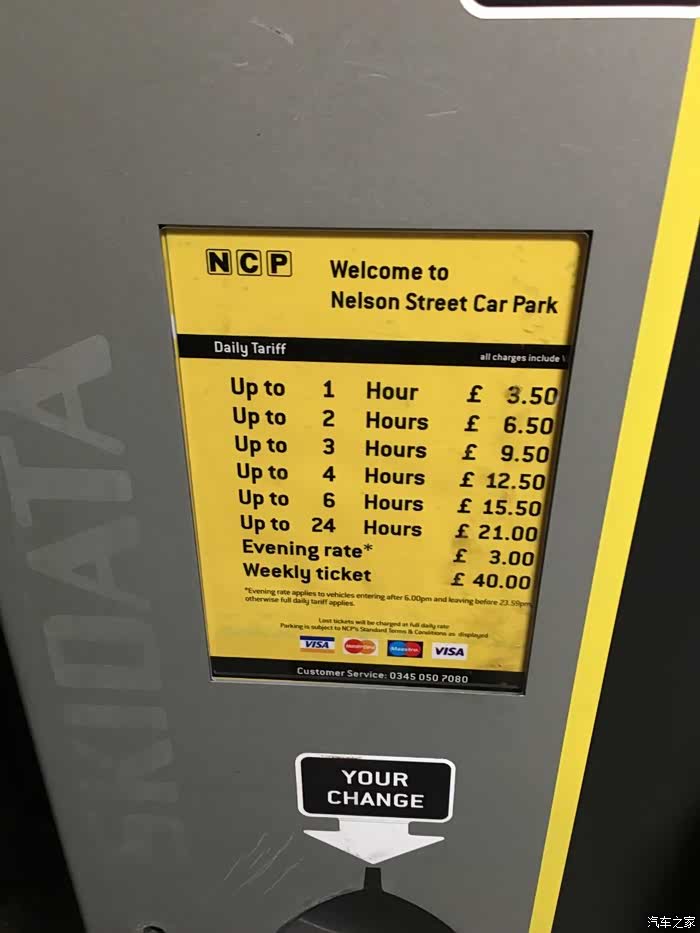 NCP
Welcome to
Nelson Street Car Park
Daily Tariff
all charges include
Up to 1 Hour £ 3.50
Up to 2 Hours £ 6.50
Up to 3 Hours £ 9.50
Up to 4 Hours £ 12.50
Up to 6 Hours £ 15.50
Up to 24 Hours £ 21.00
Evening rate* £ 3.00
Weekly ticket £ 40.00
*Evening rate applies to vehicles entering after 6.00pm and leaving before 23.59pm,
otherwise full daily tariff applies.
Lost tickets will be charged at full daily rate
Parking is subject to NCP's Standard Terms & Conditions as displayed
VISA MasterCard Maestro VISA
Customer Service: 0345 050 7080
SKIDATA
YOUR
CHANGE
汽车之家